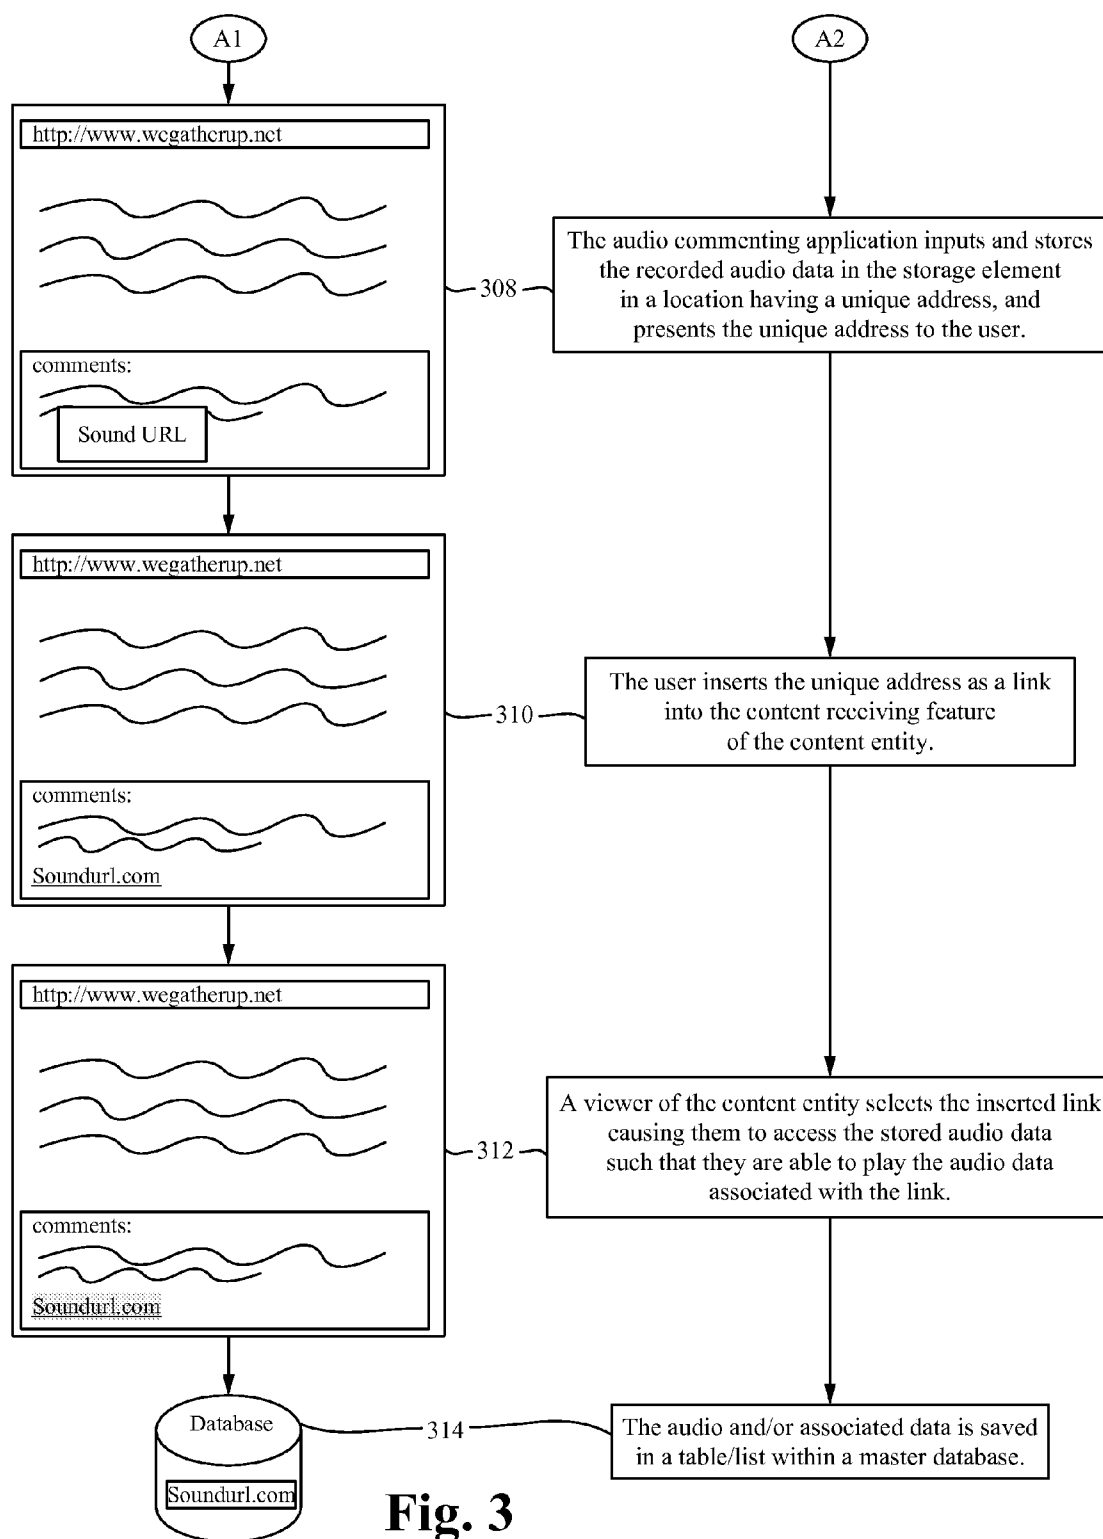 A1
A2
http://www.wegatherup.net
The audio commenting application inputs and stores
the recorded audio data in the storage element
in a location having a unique address, and
presents the unique address to the user.
308
comments:
Sound URL
http://www.wegatherup.net
The user inserts the unique address as a link
into the content receiving feature
of the content entity.
310
comments:
Soundurl.com
http://www.wegatherup.net
A viewer of the content entity selects the inserted link
causing them to access the stored audio data
such that they are able to play the audio data
associated with the link.
312
comments:
Soundurl.com
Database
314
The audio and/or associated data is saved
in a table/list within a master database.
Soundurl.com
Fig. 3